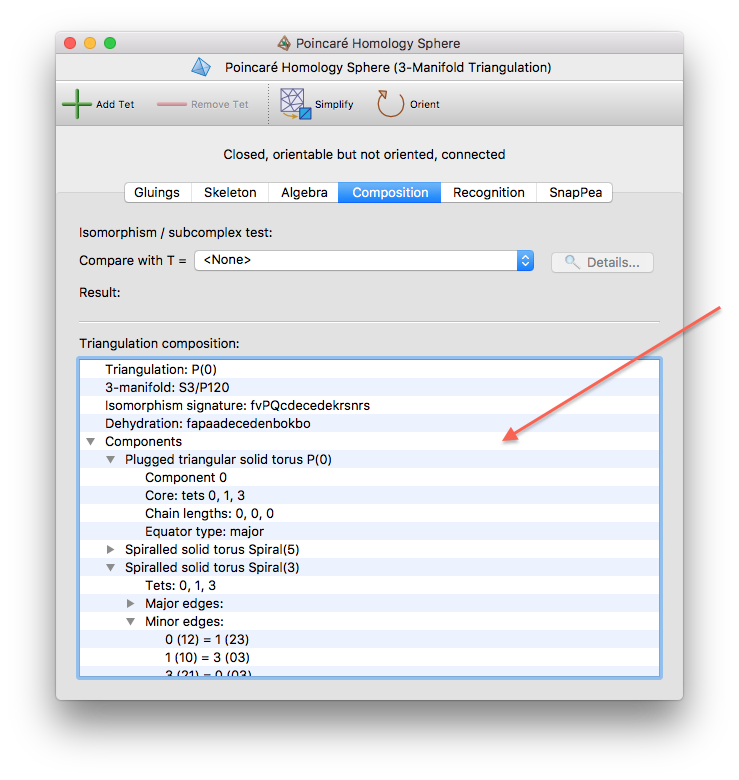 Poincaré Homology Sphere
Poincaré Homology Sphere (3-Manifold Triangulation)
Add Tet Remove Tet Simplify Orient
Closed, orientable but not oriented, connected
Gluings Skeleton Algebra Composition Recognition SnapPea
Isomorphism / subcomplex test:
Compare with T = <None> Details...
Result:
Triangulation composition:
Triangulation: P(0)
3-manifold: S3/P120
Isomorphism signature: fvPQcdecedekrsnrs
Dehydration: fapaadecedenbokbo
Components
Plugged triangular solid torus P(0)
Component 0
Core: tets 0, 1, 3
Chain lengths: 0, 0, 0
Equator type: major
Spiralled solid torus Spiral(5)
Spiralled solid torus Spiral(3)
Tets: 0, 1, 3
Major edges:
Minor edges:
0 (12) = 1 (23)
1 (10) = 3 (03)
3 (21) = 0 (03)